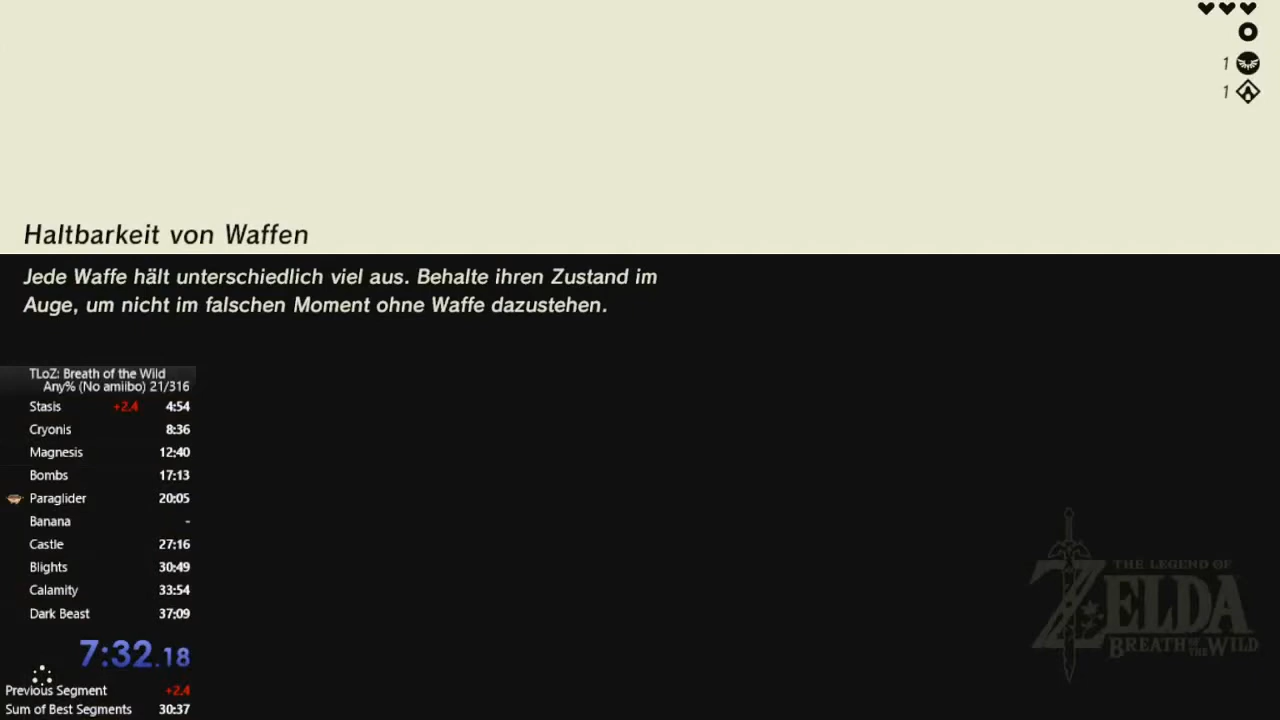 1
1
Haltbarkeit von Waffen
Jede Waffe hält unterschiedlich viel aus. Behalte ihren Zustand im
Auge, um nicht im falschen Moment ohne Waffe dazustehen.
TLoZ: Breath of the Wild
Any% (No amiibo) 21/316
Stasis +2.4 4:54
Cryonis 8:36
Magnesis 12:40
Bombs 17:13
Paraglider 20:05
Banana -
Castle 27:16
Blights 30:49
Calamity 33:54
Dark Beast 37:09
7:32.18
Previous Segment +2.4
Sum of Best Segments 30:37
THE LEGEND OF
ZELDA
BREATH OF THE WILD